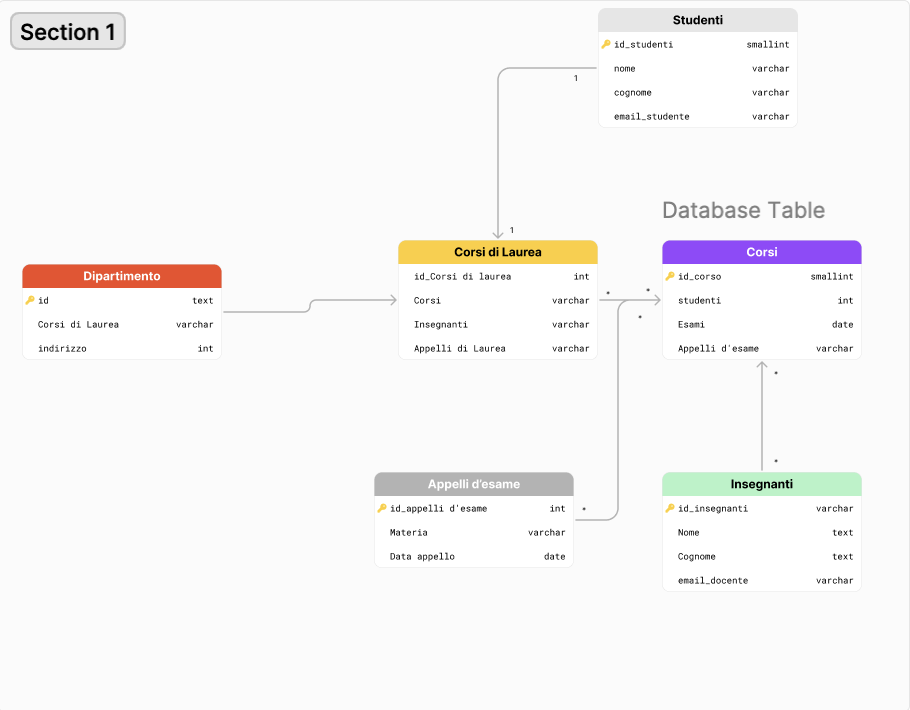 Section 1
Studenti
id_studenti smallint
nome varchar
cognome varchar
email_studente varchar
1
1
Database Table
Dipartimento
id text
Corsi di Laurea varchar
indirizzo int
Corsi di Laurea
id_Corsi di laurea int
Corsi varchar
Insegnanti varchar
Appelli di Laurea varchar
*
*
*
Corsi
id_corso smallint
studenti int
Esami date
Appelli d'esame varchar
*
*
Appelli d'esame
id_appelli d'esame int
Materia varchar
Data appello date
*
Insegnanti
id_insegnanti varchar
Nome text
Cognome text
email_docente varchar